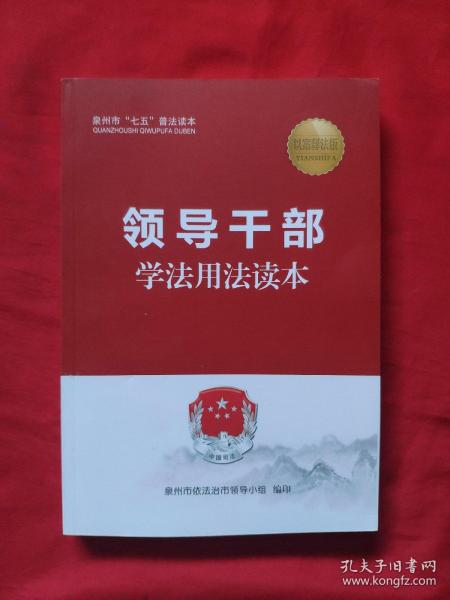 泉州市“七五”普法读本
QUANZHOUSHI QIWUPUFA DUBEN
以案释法版
YIANSHIFA
领导干部
学法用法读本
中国司法
泉州市依法治市领导小组 编印
孔夫子旧书网
www.kongfz.com